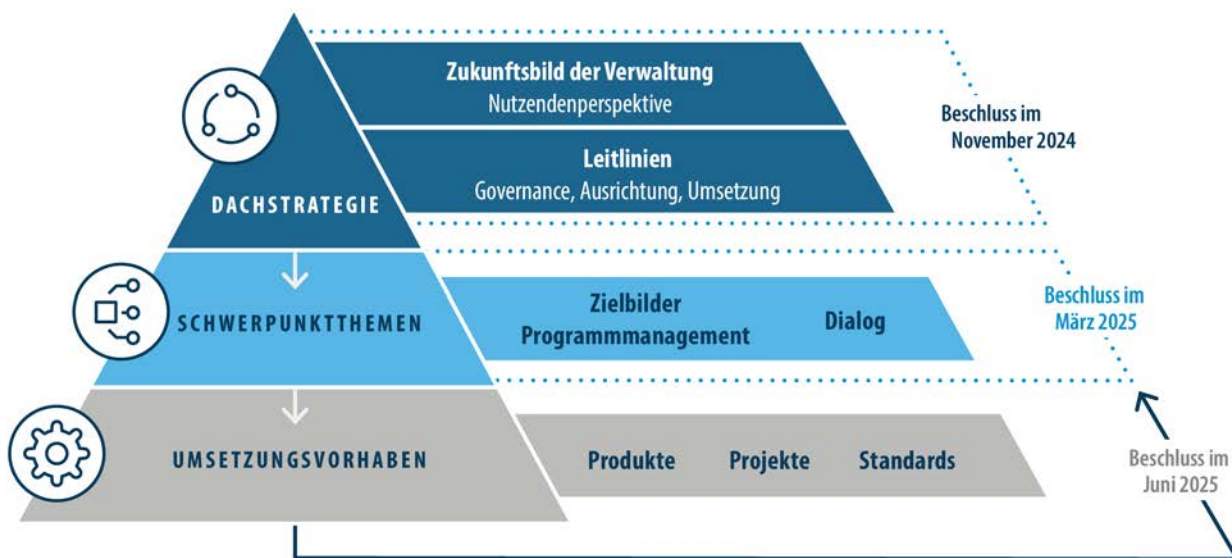 Zukunftsbild der Verwaltung
Nutzendenperspektive
Leitlinien
Governance, Ausrichtung, Umsetzung
DACHSTRATEGIE
Beschluss im
November 2024
SCHWERPUNKTTHEMEN
Zielbilder
Programmmanagement
Dialog
Beschluss im
März 2025
UMSETZUNGSVORHABEN
Produkte
Projekte
Standards
Beschluss im
Juni 2025